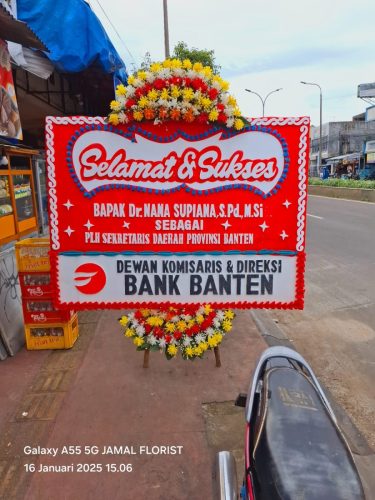 Selamat & Sukses
BAPAK Dr. NANA SUPIANA, S.Pd, M.Si
SEBAGAI
PLH SEKRETARIS DAERAH PROVINSI BANTEN
DEWAN KOMISARIS & DIREKSI
BANK BANTEN
Galaxy A55 5G JAMAL FLORIST
16 Januari 2025 15.06